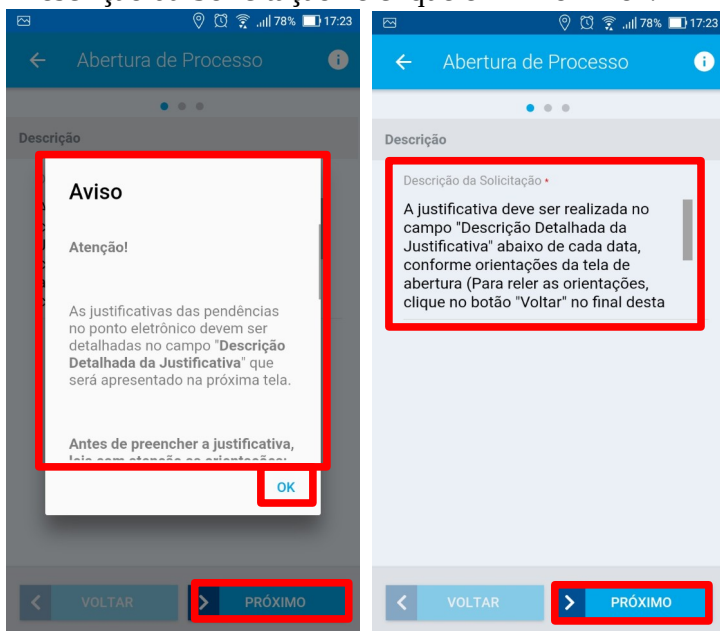 78% 17:23
Abertura de Processo
Descrição
Aviso
Atenção!
As justificativas das pendências
no ponto eletrônico devem ser
detalhadas no campo "Descrição
Detalhada da Justificativa" que
será apresentado na próxima tela.
Antes de preencher a justificativa,
OK
VOLTAR
PRÓXIMO
78% 17:23
Abertura de Processo
Descrição
Descrição da Solicitação •
A justificativa deve ser realizada no
campo "Descrição Detalhada da
Justificativa" abaixo de cada data,
conforme orientações da tela de
abertura (Para reler as orientações,
clique no botão "Voltar" no final desta
VOLTAR
PRÓXIMO